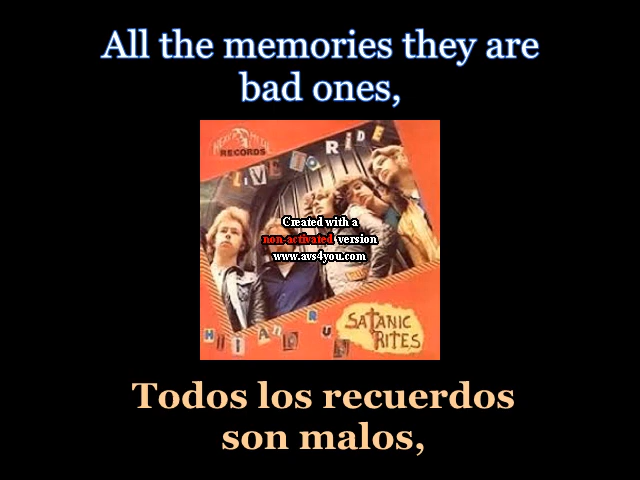 All the memories they are
bad ones,
RECORDS
LIVE TO RIDE
Created with a
non-activated version
www.avs4you.com
SATANIC
RITES
Todos los recuerdos
son malos,